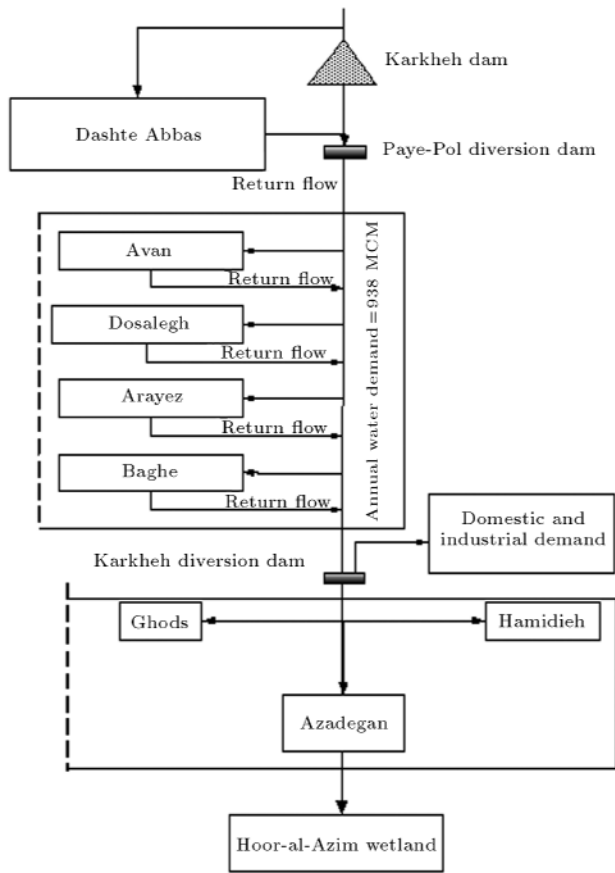 Karkheh dam
Dashte Abbas
Paye-Pol diversion dam
Return flow
Avan
Return flow
Dosalegh
Return flow
Arayez
Return flow
Baghe
Return flow
Annual water demand=938 MCM
Domestic and
industrial demand
Karkheh diversion dam
Ghods
Hamidieh
Azadegan
Hoor-al-Azim wetland